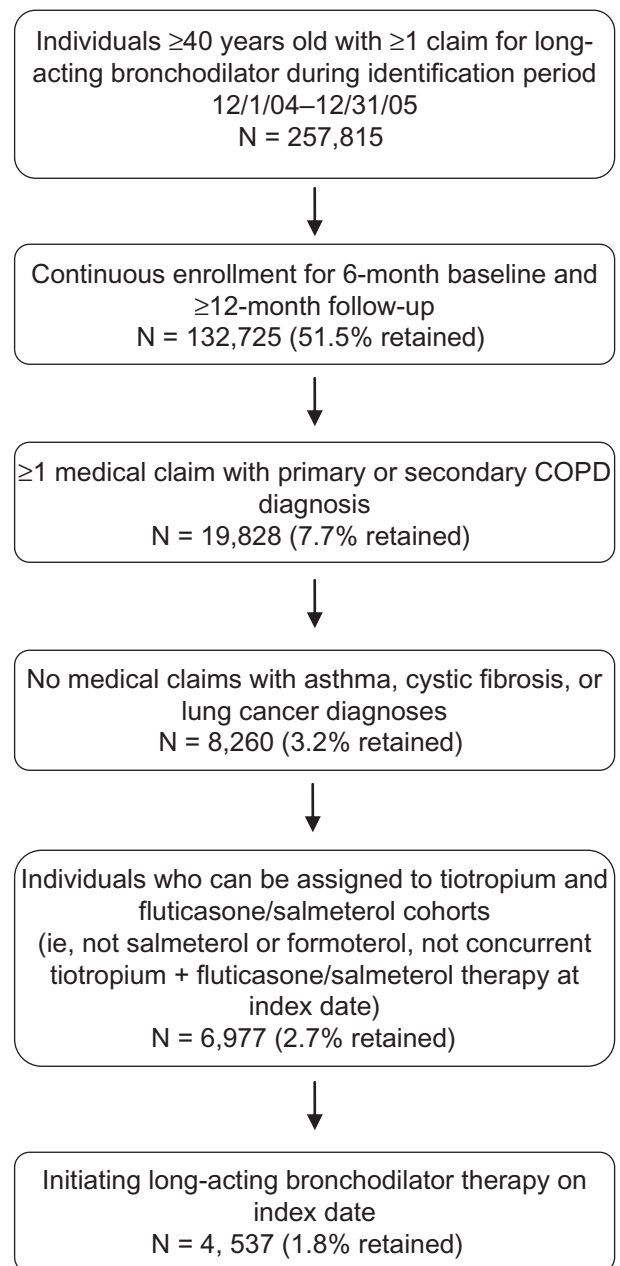 Individuals ≥40 years old with ≥1 claim for long-
acting bronchodilator during identification period
12/1/04–12/31/05
N = 257,815
Continuous enrollment for 6-month baseline and
≥12-month follow-up
N = 132,725 (51.5% retained)
≥1 medical claim with primary or secondary COPD
diagnosis
N = 19,828 (7.7% retained)
No medical claims with asthma, cystic fibrosis, or
lung cancer diagnoses
N = 8,260 (3.2% retained)
Individuals who can be assigned to tiotropium and
fluticasone/salmeterol cohorts
(ie, not salmeterol or formoterol, not concurrent
tiotropium + fluticasone/salmeterol therapy at
index date)
N = 6,977 (2.7% retained)
Initiating long-acting bronchodilator therapy on
index date
N = 4, 537 (1.8% retained)